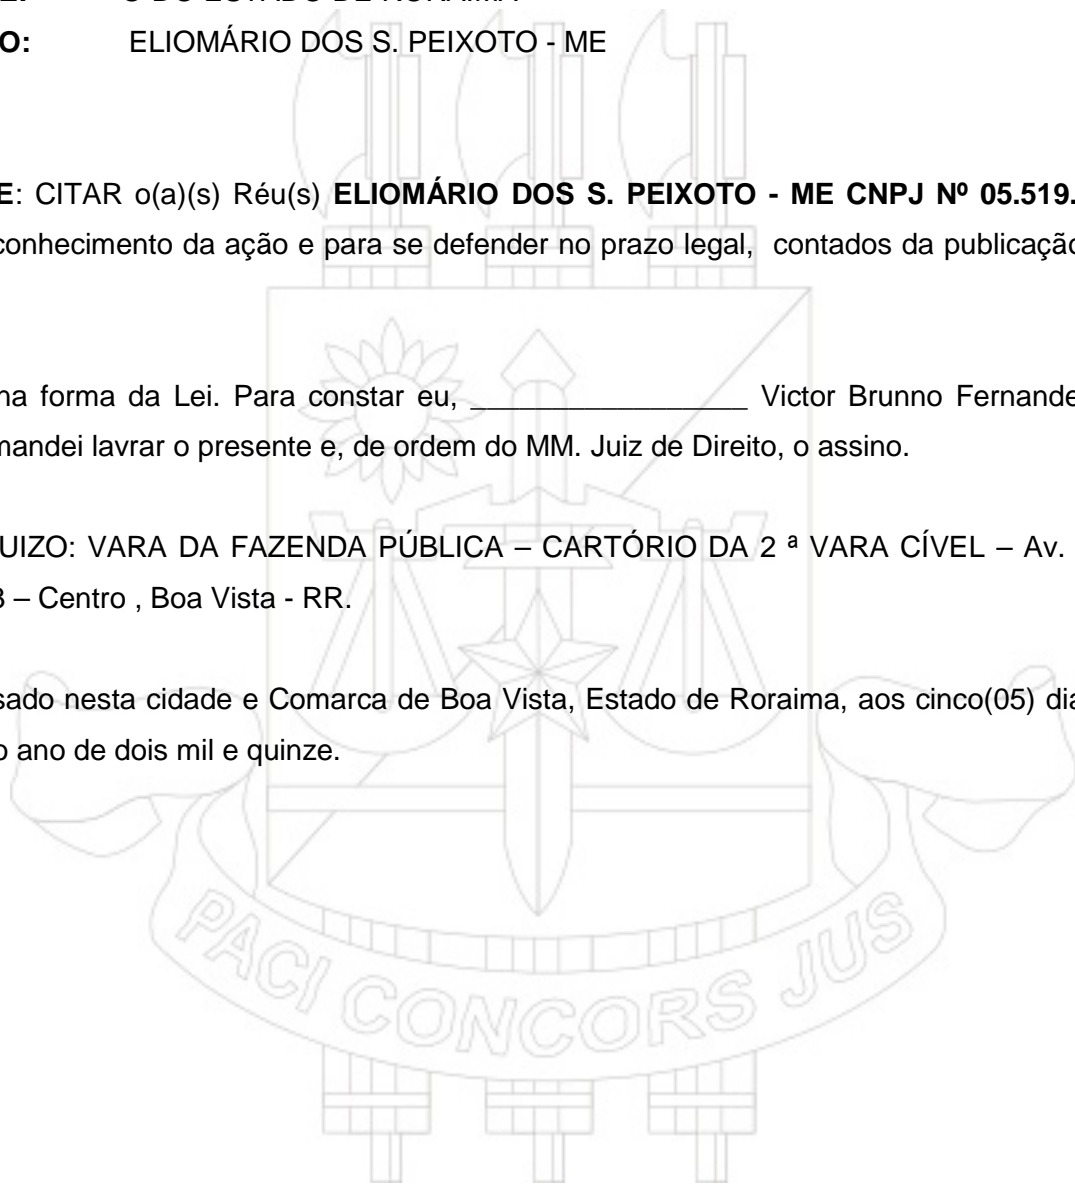 O DO ESTADO DE RORAIMA
O: ELIOMÁRIO DOS S. PEIXOTO - ME
E: CITAR o(a)(s) Réu(s) ELIOMÁRIO DOS S. PEIXOTO - ME CNPJ Nº 05.519.
conhecimento da ação e para se defender no prazo legal, contados da publicação
na forma da Lei. Para constar eu, _________________ Victor Brunno Fernande
mandei lavrar o presente e, de ordem do MM. Juiz de Direito, o assino.
UIZO: VARA DA FAZENDA PÚBLICA – CARTÓRIO DA 2 ª VARA CÍVEL – Av.
– Centro , Boa Vista - RR.
sado nesta cidade e Comarca de Boa Vista, Estado de Roraima, aos cinco(05) dia
o ano de dois mil e quinze.
PACI CONCORS JUS